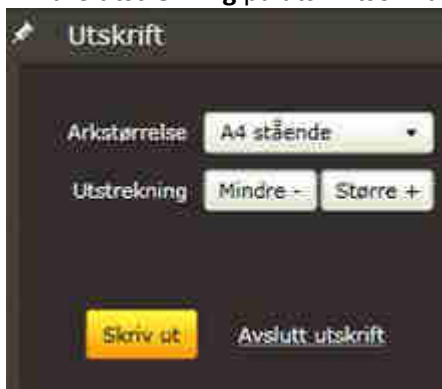 Utskrift
Arkstørrelse A4 stående
Utstrekning Mindre - Større +
Skriv ut Avslutt utskrift